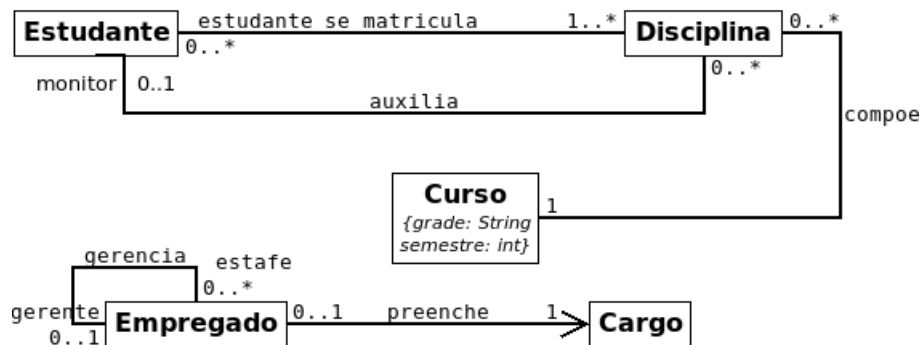 estudante se matricula
1..*
0..*
Estudante
Disciplina
0..*
0..*
monitor
0..1
auxilia
compoe
Curso
1
{grade: String
semestre: int}
gerencia
estafe
0..*
gerente
0..1
Empregado
0..1
preenche
1
Cargo